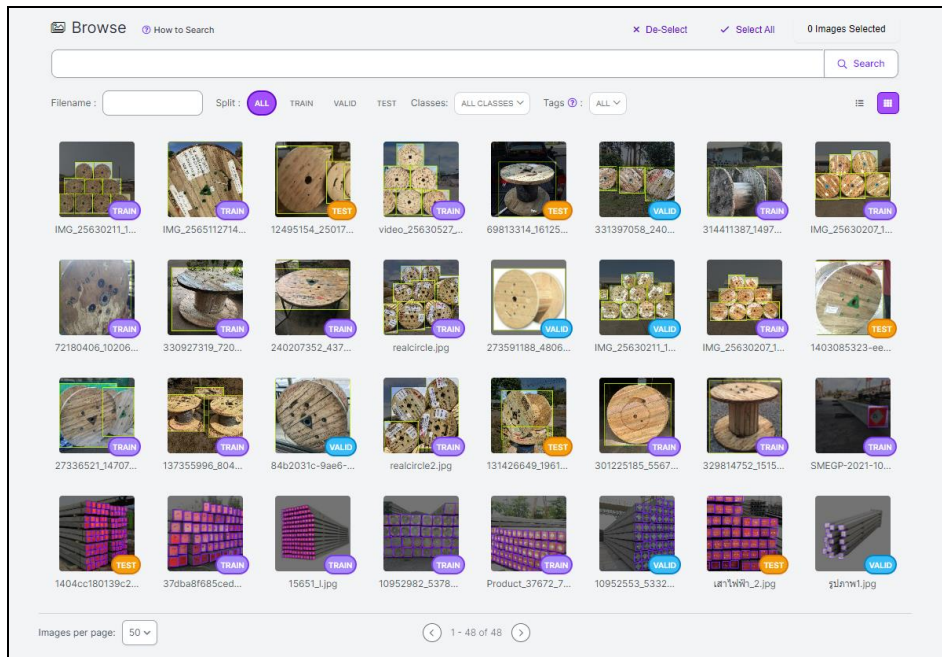 Browse How to Search × De-Select ✓ Select All 0 Images Selected
Search
Filename : Split : ALL TRAIN VALID TEST Classes: ALL CLASSES Tags ? : ALL
TRAIN TRAIN TEST TRAIN TEST VALID TRAIN TRAIN
IMG_25630211_1... IMG_2565112714... 12495154_25017... video_25630527_... 69813314_16125... 331397058_240... 314411387_1497... IMG_25630207_1...
TRAIN TRAIN TRAIN TRAIN VALID VALID TRAIN TEST
72180406_10206... 330927319_720... 240207352_437... realcircle.jpg 273591188_4806... IMG_25630211_1... IMG_25630207_1... 1403085323-ee...
TRAIN TRAIN VALID TRAIN TEST TRAIN TRAIN TRAIN
27336521_14707... 137355996_804... 84b2031c-9ae6-... realcircle2.jpg 131426649_1961... 301225185_5567... 329814752_1515... SMEGP-2021-10...
TEST TRAIN TRAIN TRAIN TRAIN VALID TEST VALID
1404cc180139c2... 37dba8f685ced... 15651_l.jpg 10952982_5378... Product_37672_7... 10952553_5332... เสาไฟฟ้า_2.jpg รูปภาพ1.jpg
Images per page: 50 1 - 48 of 48